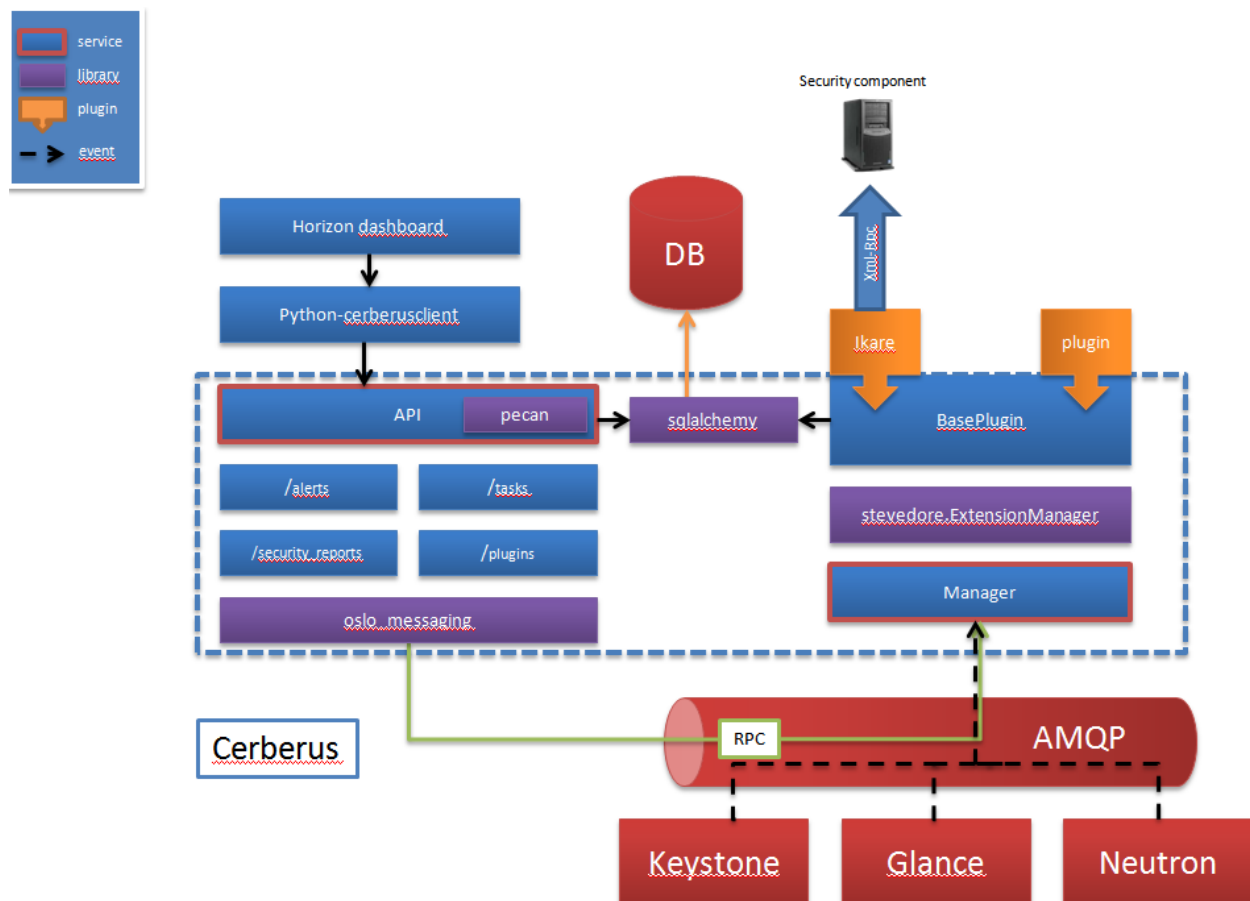 service
library
plugin
event
Security component
Horizon dashboard
DB
Xml-Rpc
Python-cerberusclient
Ikare
plugin
API
pecan
sqlalchemy
BasePlugin
/alerts
/tasks
stevedore.ExtensionManager
/security_reports
/plugins
Manager
oslo_messaging
Cerberus
RPC
AMQP
Keystone
Glance
Neutron